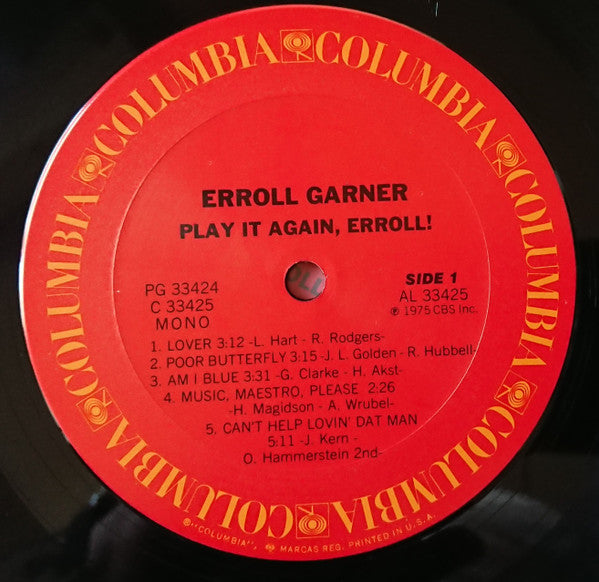 COLUMBIA COLUMBIA COLUMBIA COLUMBIA COLUMBIA COLUMBIA COLUMBIA COLUMBIA
ERROLL GARNER
PLAY IT AGAIN, ERROLL!
PG 33424
C 33425
MONO
SIDE 1
AL 33425
℗ 1975 CBS Inc.
1. LOVER 3:12 -L. Hart - R. Rodgers-
2. POOR BUTTERFLY 3:15 -J. L. Golden - R. Hubbell-
3. AM I BLUE 3:31 -G. Clarke - H. Akst-
4. MUSIC, MAESTRO, PLEASE 2:26
-H. Magidson - A. Wrubel-
5. CAN'T HELP LOVIN' DAT MAN
5:11 -J. Kern -
O. Hammerstein 2nd-
®"COLUMBIA", MARCAS REG. PRINTED IN U.S.A.